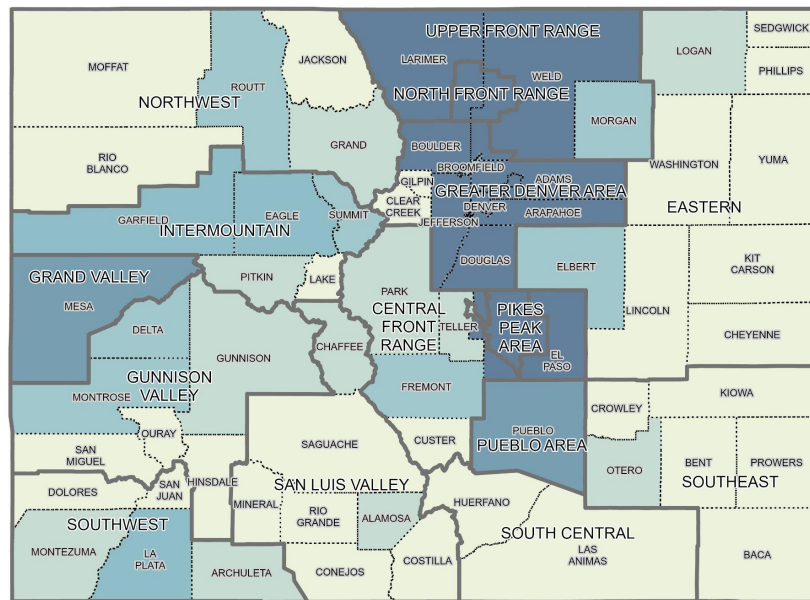 SEDGWICK
UPPER FRONT RANGE
JACKSON
LARIMER
LOGAN
MOFFAT
PHILLIPS
ROUTT
WELD
NORTHWEST
NORTH FRONT RANGE
MORGAN
GRAND
BOULDER
RIO
BLANCO
WASHINGTON
YUMA
BROOMFIELD
GILPIN
ADAMS
GREATER DENVER AREA
CLEAR
CREEK
DENVER
EASTERN
ARAPAHOE
GARFIELD
EAGLE
SUMMIT
JEFFERSON
INTERMOUNTAIN
DOUGLAS
PITKIN
ELBERT
KIT
CARSON
GRAND VALLEY
LAKE
PARK
MESA
LINCOLN
DELTA
CENTRAL
FRONT
RANGE
TELLER
PIKES
PEAK
AREA
CHEYENNE
CHAFFEE
GUNNISON
EL
PASO
GUNNISON
VALLEY
FREMONT
MONTROSE
KIOWA
CROWLEY
OURAY
PUEBLO
PUEBLO AREA
CUSTER
SAGUACHE
SAN
MIGUEL
OTERO
BENT
PROWERS
SAN
JUAN
HINSDALE
SAN LUIS VALLEY
SOUTHEAST
DOLORES
MINERAL
HUERFANO
RIO
GRANDE
ALAMOSA
SOUTHWEST
SOUTH CENTRAL
MONTEZUMA
LA
PLATA
LAS
ANIMAS
BACA
COSTILLA
ARCHULETA
CONEJOS